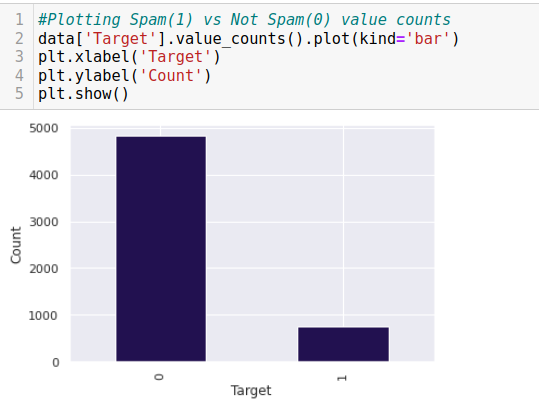 1 #Plotting Spam(1) vs Not Spam(0) value counts
2 data['Target'].value_counts().plot(kind='bar')
3 plt.xlabel('Target')
4 plt.ylabel('Count')
5 plt.show()
5000
4000
3000
2000
1000
0
Count
0
1
Target